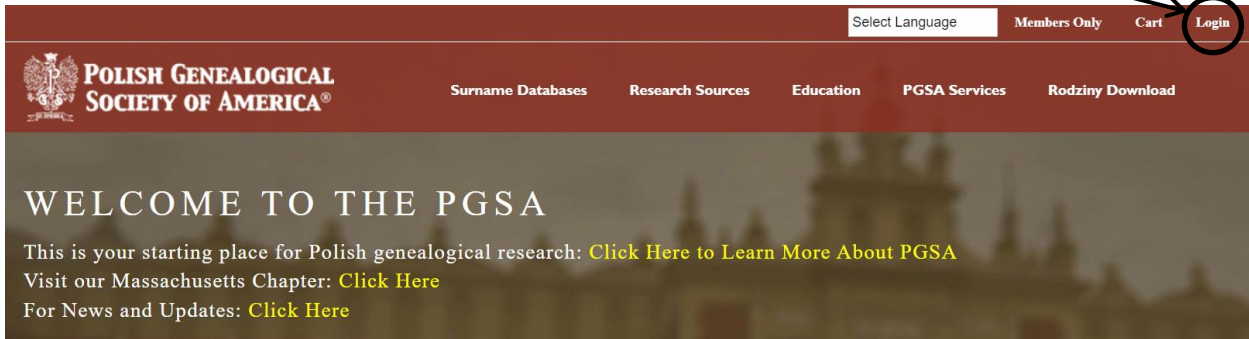 Select Language Members Only Cart Login
POLISH GENEALOGICAL
SOCIETY OF AMERICA®
Surname Databases Research Sources Education PGSA Services Rodziny Download
WELCOME TO THE PGSA
This is your starting place for Polish genealogical research: Click Here to Learn More About PGSA
Visit our Massachusetts Chapter: Click Here
For News and Updates: Click Here